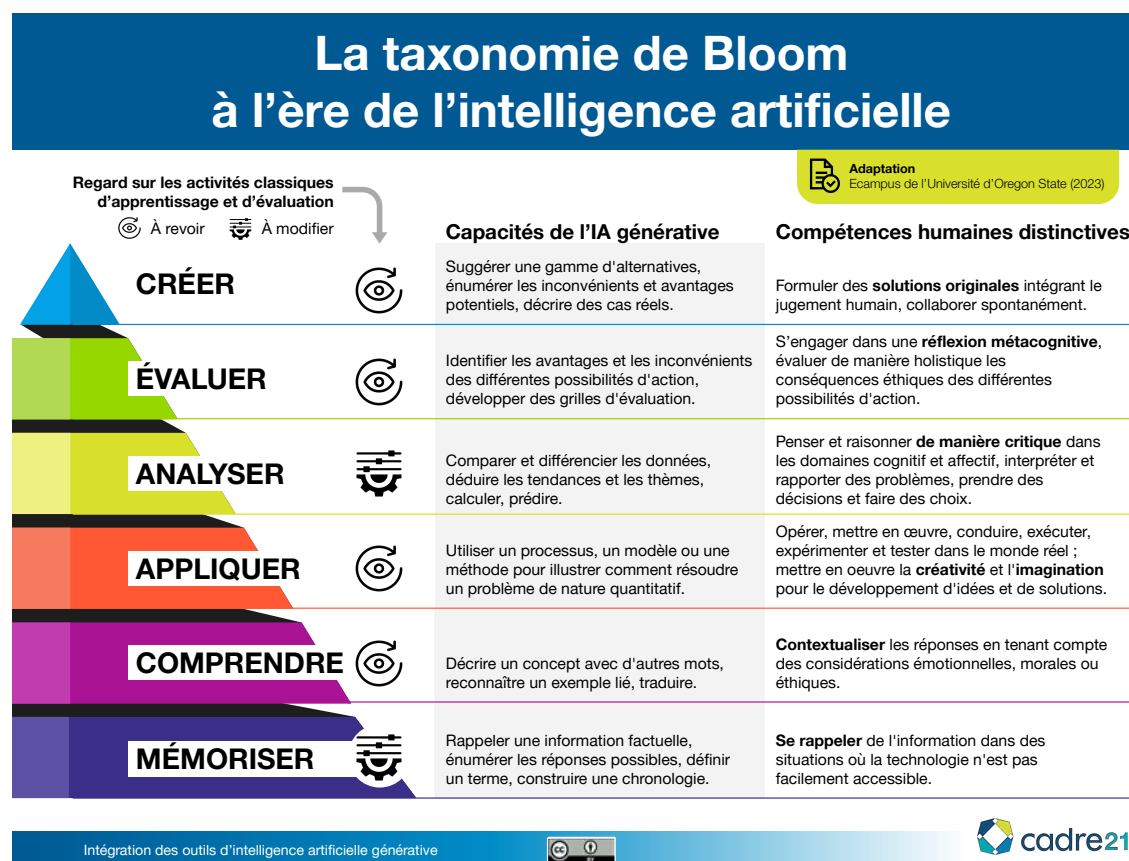 La taxonomie de Bloom
à l'ère de l'intelligence artificielle
Adaptation
Ecampus de l'Université d'Oregon State (2023)
Regard sur les activités classiques
d'apprentissage et d'évaluation
À revoir À modifier
Capacités de l'IA générative
Compétences humaines distinctives
CRÉER
Suggérer une gamme d'alternatives,
énumérer les inconvénients et avantages
potentiels, décrire des cas réels.
Formuler des solutions originales intégrant le
jugement humain, collaborer spontanément.
ÉVALUER
Identifier les avantages et les inconvénients
des différentes possibilités d'action,
développer des grilles d'évaluation.
S'engager dans une réflexion métacognitive,
évaluer de manière holistique les
conséquences éthiques des différentes
possibilités d'action.
ANALYSER
Comparer et différencier les données,
déduire les tendances et les thèmes,
calculer, prédire.
Penser et raisonner de manière critique dans
les domaines cognitif et affectif, interpréter et
rapporter des problèmes, prendre des
décisions et faire des choix.
APPLIQUER
Utiliser un processus, un modèle ou une
méthode pour illustrer comment résoudre
un problème de nature quantitatif.
Opérer, mettre en œuvre, conduire, exécuter,
expérimenter et tester dans le monde réel ;
mettre en oeuvre la créativité et l'imagination
pour le développement d'idées et de solutions.
COMPRENDRE
Décrire un concept avec d'autres mots,
reconnaître un exemple lié, traduire.
Contextualiser les réponses en tenant compte
des considérations émotionnelles, morales ou
éthiques.
MÉMORISER
Rappeler une information factuelle,
énumérer les réponses possibles, définir
un terme, construire une chronologie.
Se rappeler de l'information dans des
situations où la technologie n'est pas
facilement accessible.
Intégration des outils d'intelligence artificielle générative
cc
BY
cadre21